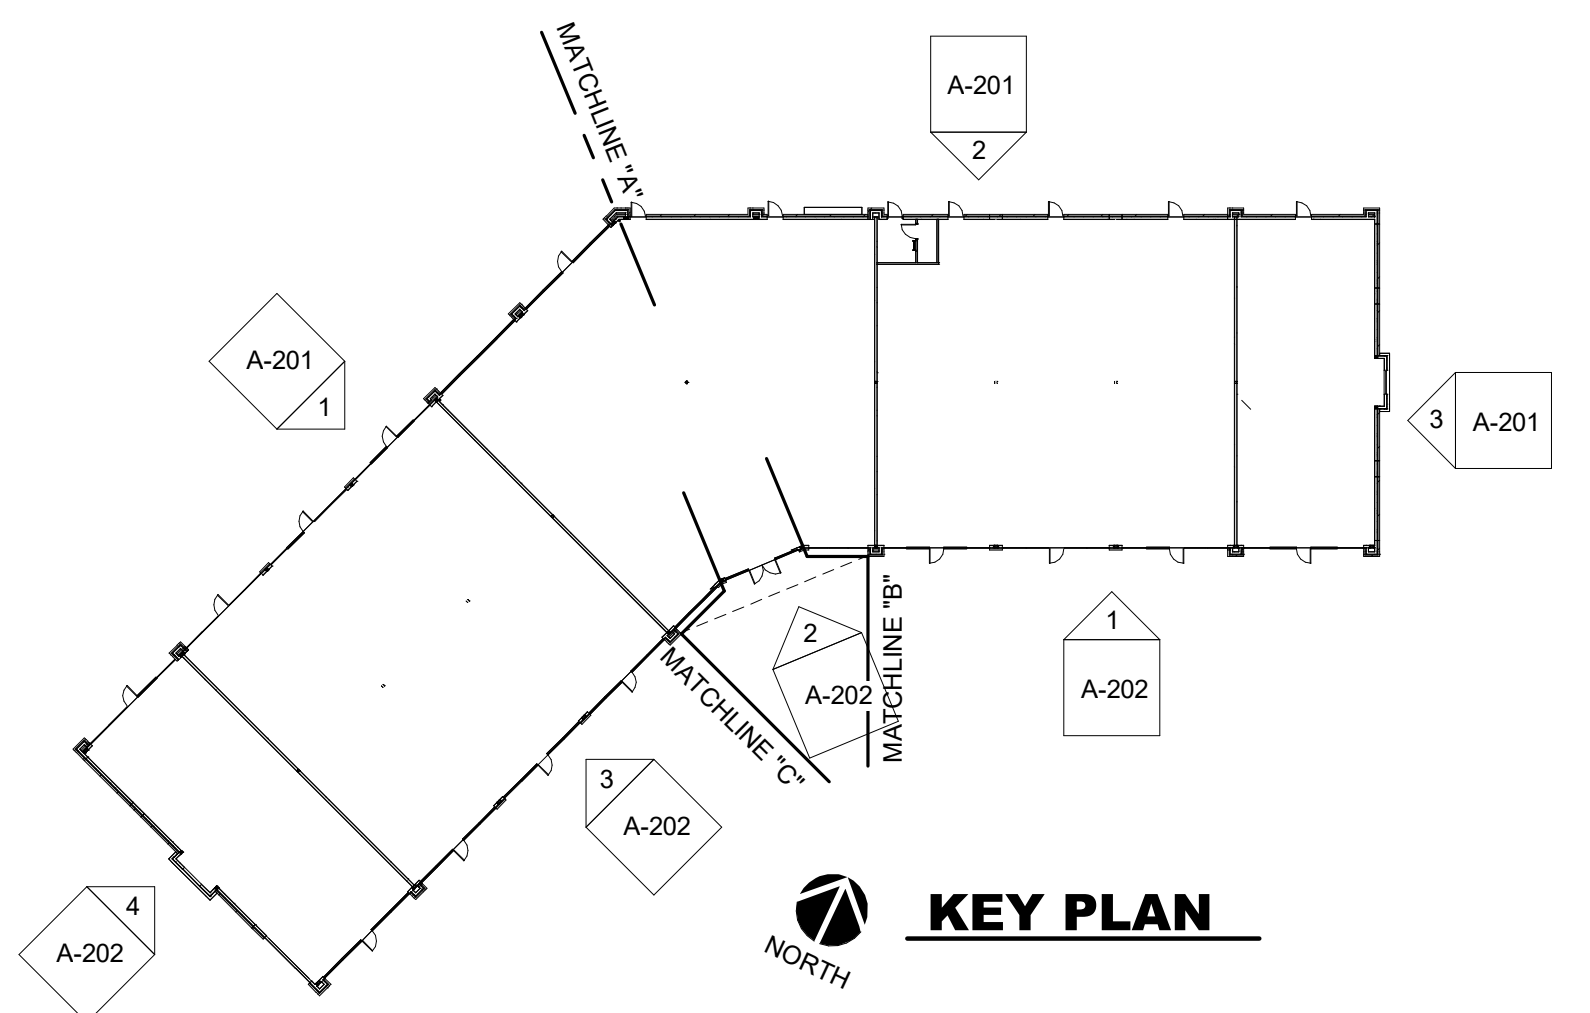 MATCHLINE "A"
A-201
2
A-201
1
3
A-201
MATCHLINE "B"
2
A-202
1
A-202
MATCHLINE "C"
3
A-202
4
A-202
NORTH
KEY PLAN